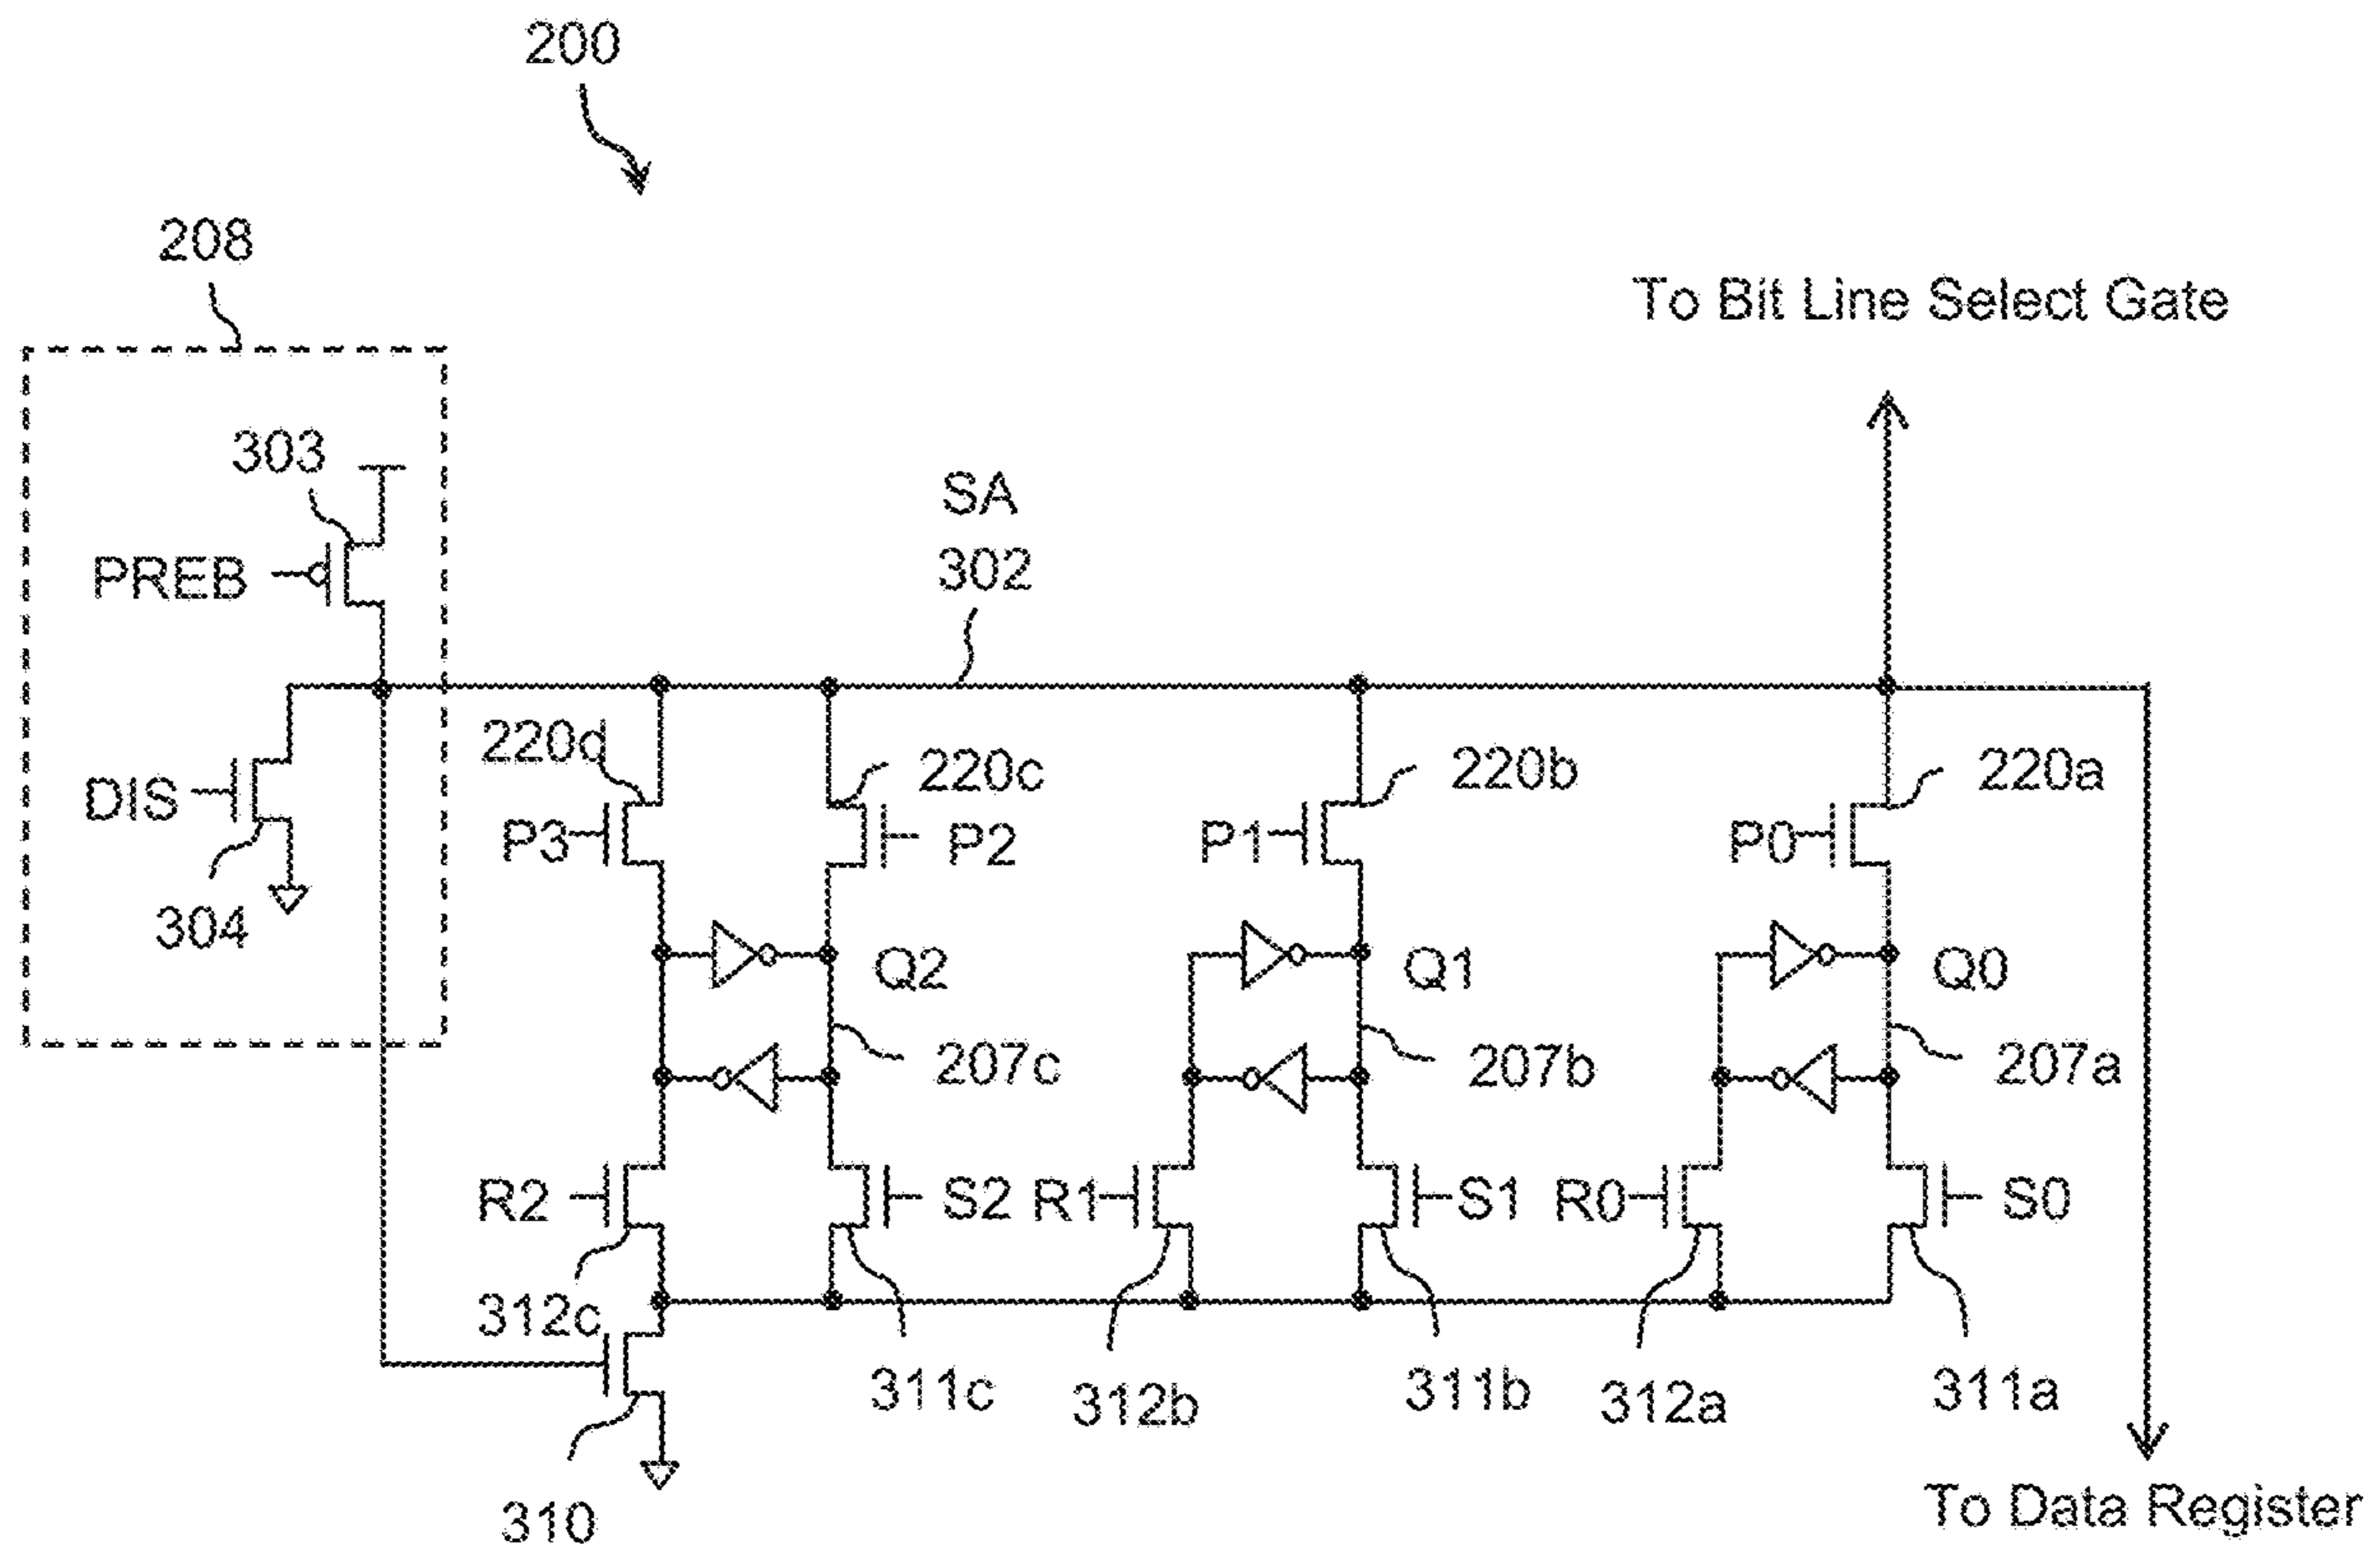 200
208
To Bit Line Select Gate
303
SA
PREB
302
220d
220c
220b
220a
DIS
P3
P2
P1
P0
304
Q2
Q1
Q0
207c
207b
207a
R2
S2
R1
S1
R0
S0
312c
311c
312b
311b
312a
311a
310
To Data Register